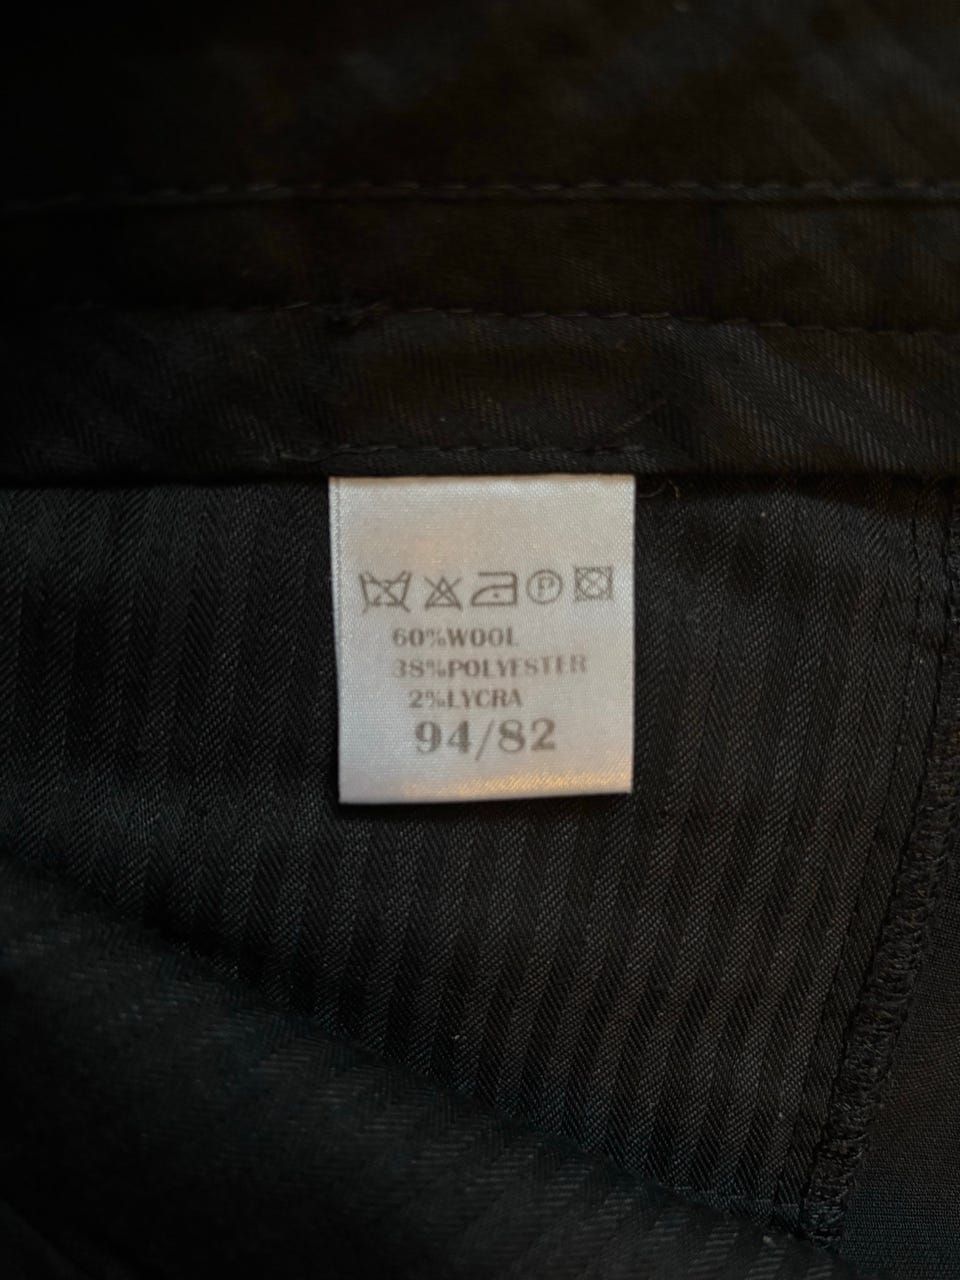 P
60%WOOL
38%POLYESTER
2%LYCRA
94/82